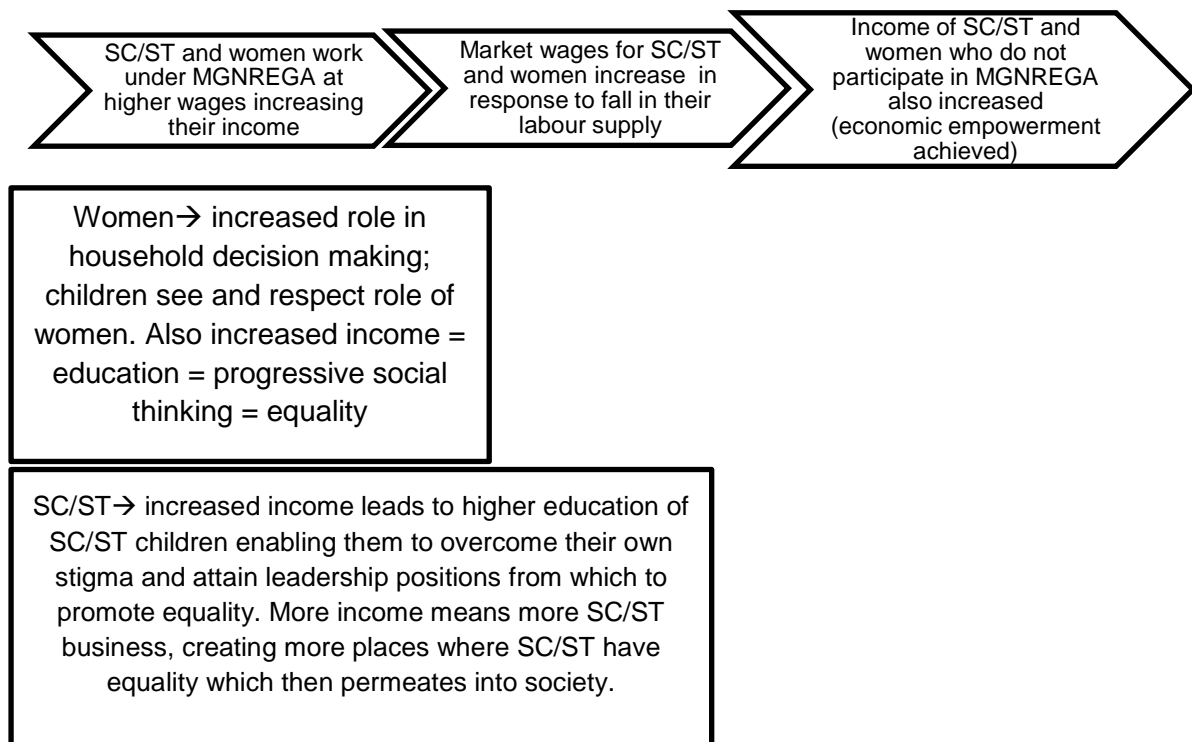 SC/ST and women work
under MGNREGA at
higher wages increasing
their income
Market wages for SC/ST
and women increase in
response to fall in their
labour supply
Income of SC/ST and
women who do not
participate in MGNREGA
also increased
(economic empowerment
achieved)
Women→ increased role in
household decision making;
children see and respect role of
women. Also increased income =
education = progressive social
thinking = equality
SC/ST→ increased income leads to higher education of
SC/ST children enabling them to overcome their own
stigma and attain leadership positions from which to
promote equality. More income means more SC/ST
business, creating more places where SC/ST have
equality which then permeates into society.